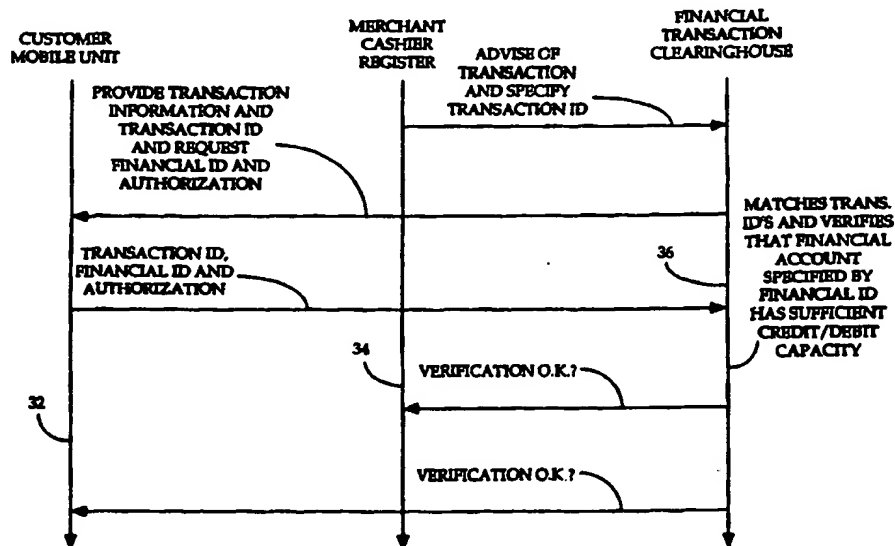 CUSTOMER
MOBILE UNIT
MERCHANT
CASHIER
REGISTER
FINANCIAL
TRANSACTION
CLEARINGHOUSE
ADVISE OF
TRANSACTION
AND SPECIFY
TRANSACTION ID
PROVIDE TRANSACTION
INFORMATION AND
TRANSACTION ID
AND REQUEST
FINANCIAL ID AND
AUTHORIZATION
MATCHES TRANS.
ID'S AND VERIFIES
THAT FINANCIAL
ACCOUNT
SPECIFIED BY
FINANCIAL ID
HAS SUFFICIENT
CREDIT/DEBIT
CAPACITY
TRANSACTION ID,
FINANCIAL ID AND
AUTHORIZATION
36
34
VERIFICATION O.K.?
32
VERIFICATION O.K.?